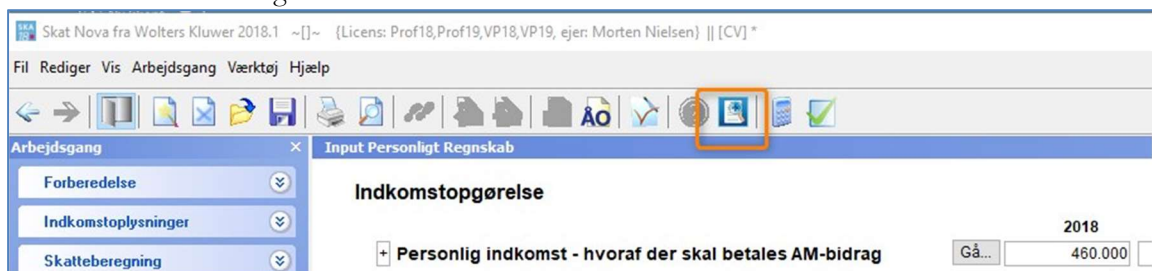 Skat Nova fra Wolters Kluwer 2018.1 ~[]~ {Licens: Prof18,Prof19,VP18,VP19, ejer: Morten Nielsen} || [CV] *
Fil Rediger Vis Arbejdsgang Værktøj Hjælp
ÅO
Arbejdsgang
Input Personligt Regnskab
Forberedelse
Indkomstopgørelse
Indkomstoplysninger
2018
+ Personlig indkomst - hvoraf der skal betales AM-bidrag Gå... 460.000
Skatteberegning